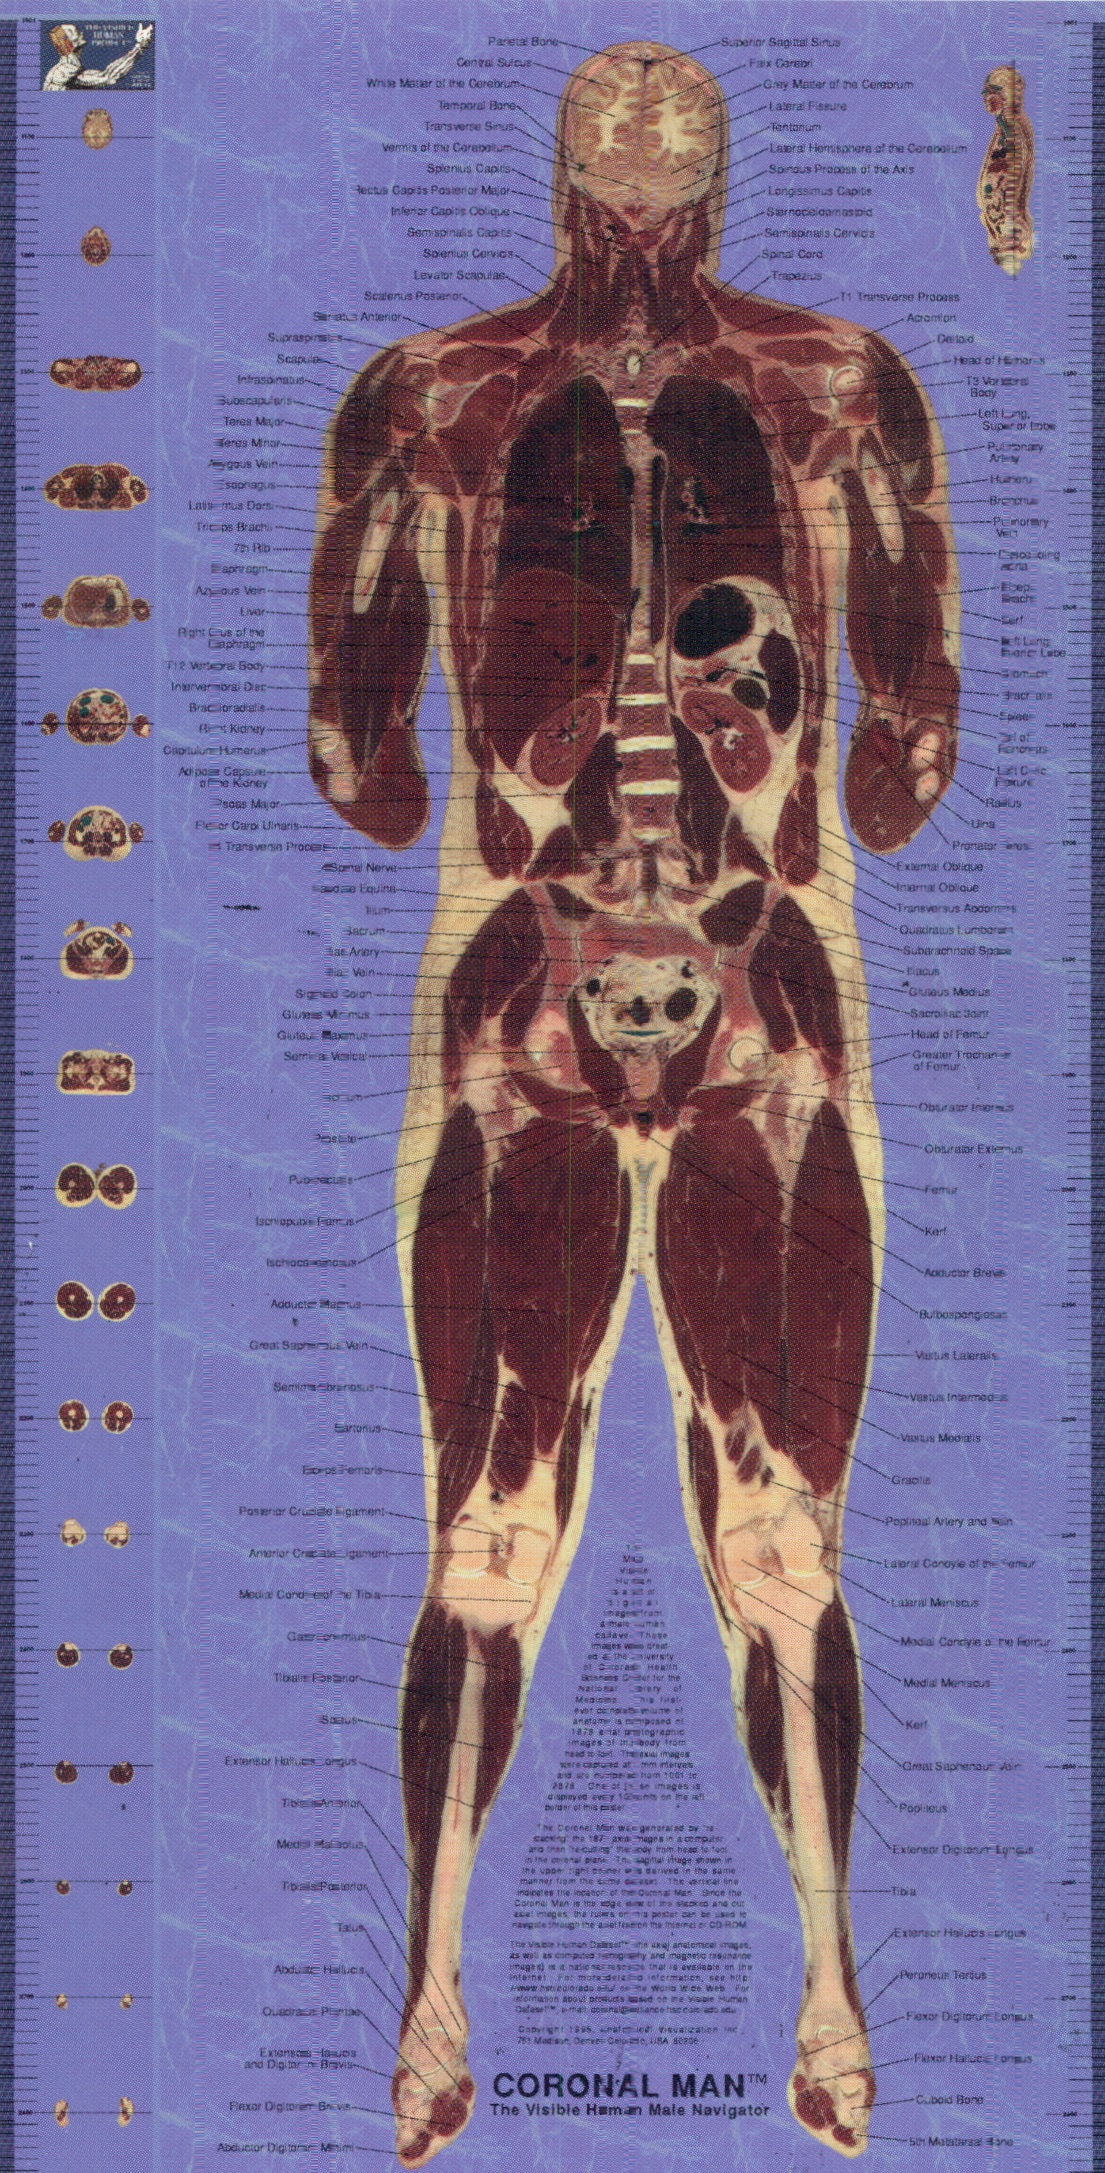 THE VISIBLE
HUMAN
PROJECT
Parietal Bone
Central Sulcus
White Matter of the Cerebrum
Temporal Bone
Transverse Sinus
Vermis of the Cerebellum
Splenius Capitis
Rectus Capitis Posterior Major
Inferior Capitis Oblique
Semispinalis Capitis
Splenius Cervicis
Levator Scapulae
Scalenus Posterior
Serratus Anterior
Supraspinatus
Scapula
Infraspinatus
Subscapularis
Teres Major
Teres Minor
Azygous Vein
Esophagus
Latissimus Dorsi
Triceps Brachii
7th Rib
Diaphragm
Azygous Vein
Liver
Right Crus of the
Diaphragm
T12 Vertebral Body
Intervertebral Disc
Brachioradialis
Right Kidney
Capitulum Humerus
Adipose Capsule
of the Kidney
Psoas Major
Flexor Carpi Ulnaris
Transverse Process
Spinal Nerve
Cauda Equina
Ilium
Sacrum
Iliac Artery
Iliac Vein
Sigmoid Colon
Gluteus Minimus
Gluteus Maximus
Seminal Vesical
Prostate
Ischiopubic Ramus
Ischiocavernosus
Adductor Magnus
Great Saphenous Vein
Semimembranosus
Sartorius
Biceps Femoris
Posterior Cruciate Ligament
Anterior Cruciate Ligament
Medial Condyle of the Tibia
Gastrocnemius
Tibialis Posterior
Soleus
Extensor Hallucis Longus
Tibialis Anterior
Medial Malleolus
Tibialis Posterior
Talus
Abductor Hallucis
Quadratus Plantae
Extensors Hallucis
and Digitorum Brevis
Flexor Digitorum Brevis
Abductor Digitorum Minimi
Superior Sagittal Sinus
Falx Cerebri
Grey Matter of the Cerebrum
Lateral Fissure
Tentorium
Lateral Hemisphere of the Cerebellum
Spinous Process of the Axis
Longissimus Capitis
Sternocleidomastoid
Semispinalis Cervicis
Spinal Cord
Trapezius
T1 Transverse Process
Acromion
Deltoid
Head of Humerus
T3 Vertebral
Body
Left Lung,
Superior Lobe
Pulmonary
Artery
Humerus
Bronchus
Pulmonary
Vein
Descending
Aorta
Biceps
Brachii
Kerf
Left Lung,
Inferior Lobe
Stomach
Brachialis
Spleen
Tail of
Pancreas
Left Colic
Flexure
Radius
Ulna
Pronator Teres
External Oblique
Internal Oblique
Transversus Abdominis
Quadratus Lumborum
Subarachnoid Space
Iliacus
Gluteus Medius
Sacroiliac Joint
Head of Femur
Greater Trochanter
of Femur
Obturator Internus
Obturator Externus
Femur
Kerf
Adductor Brevis
Bulbospongiosus
Vastus Lateralis
Vastus Intermedius
Vastus Medialis
Gracilis
Popliteal Artery and Vein
Lateral Condyle of the Femur
Lateral Meniscus
Medial Condyle of the Femur
Medial Meniscus
Kerf
Great Saphenous Vein
Popliteus
Extensor Digitorum Longus
Tibia
Extensor Hallucis Longus
Peroneus Tertius
Flexor Digitorum Longus
Flexor Hallucis Longus
Cuboid Bone
5th Metatarsal Bone
The
Male
Visible
Human
is a set of
digital
images from
a male human
cadaver. These
images were creat-
ed at the University
of Colorado Health
Sciences Center for the
National Library of
Medicine. This first-
ever complete volume of
anatomy is composed of
1878 axial photographic
images of the body from
head to foot. The axial images
were captured at 1mm intervals
and are numbered from 1001 to
2878. One of these images is
displayed every 100mm on the left
border of this poster.
The Coronal Man was generated by "re-
stacking" the 1878 axial images in a computer
and then "re-cutting" the body from head to foot
in the coronal plane. The sagittal image shown in
the upper right corner was derived in the same
manner from the same dataset. The vertical line
indicates the location of the Coronal Man. Since the
Coronal Man is the edge view of the stacked and cut
axial images, the rulers on this poster can be used to
navigate through the axial files on the Internet or CD-ROM.
The Visible Human Dataset™ (the axial anatomical images,
as well as computed tomography and magnetic resonance
images) is a national resource that is available on the
Internet. For more detailed information, see http:
on the World Wide Web. For
information about products based on the Visible Human
Dataset™, e-mail:
Copyright 1995, Anatomical Visualization Inc.
Madison, Denver, Colorado, USA 80206
CORONAL MAN™
The Visible Human Male Navigator